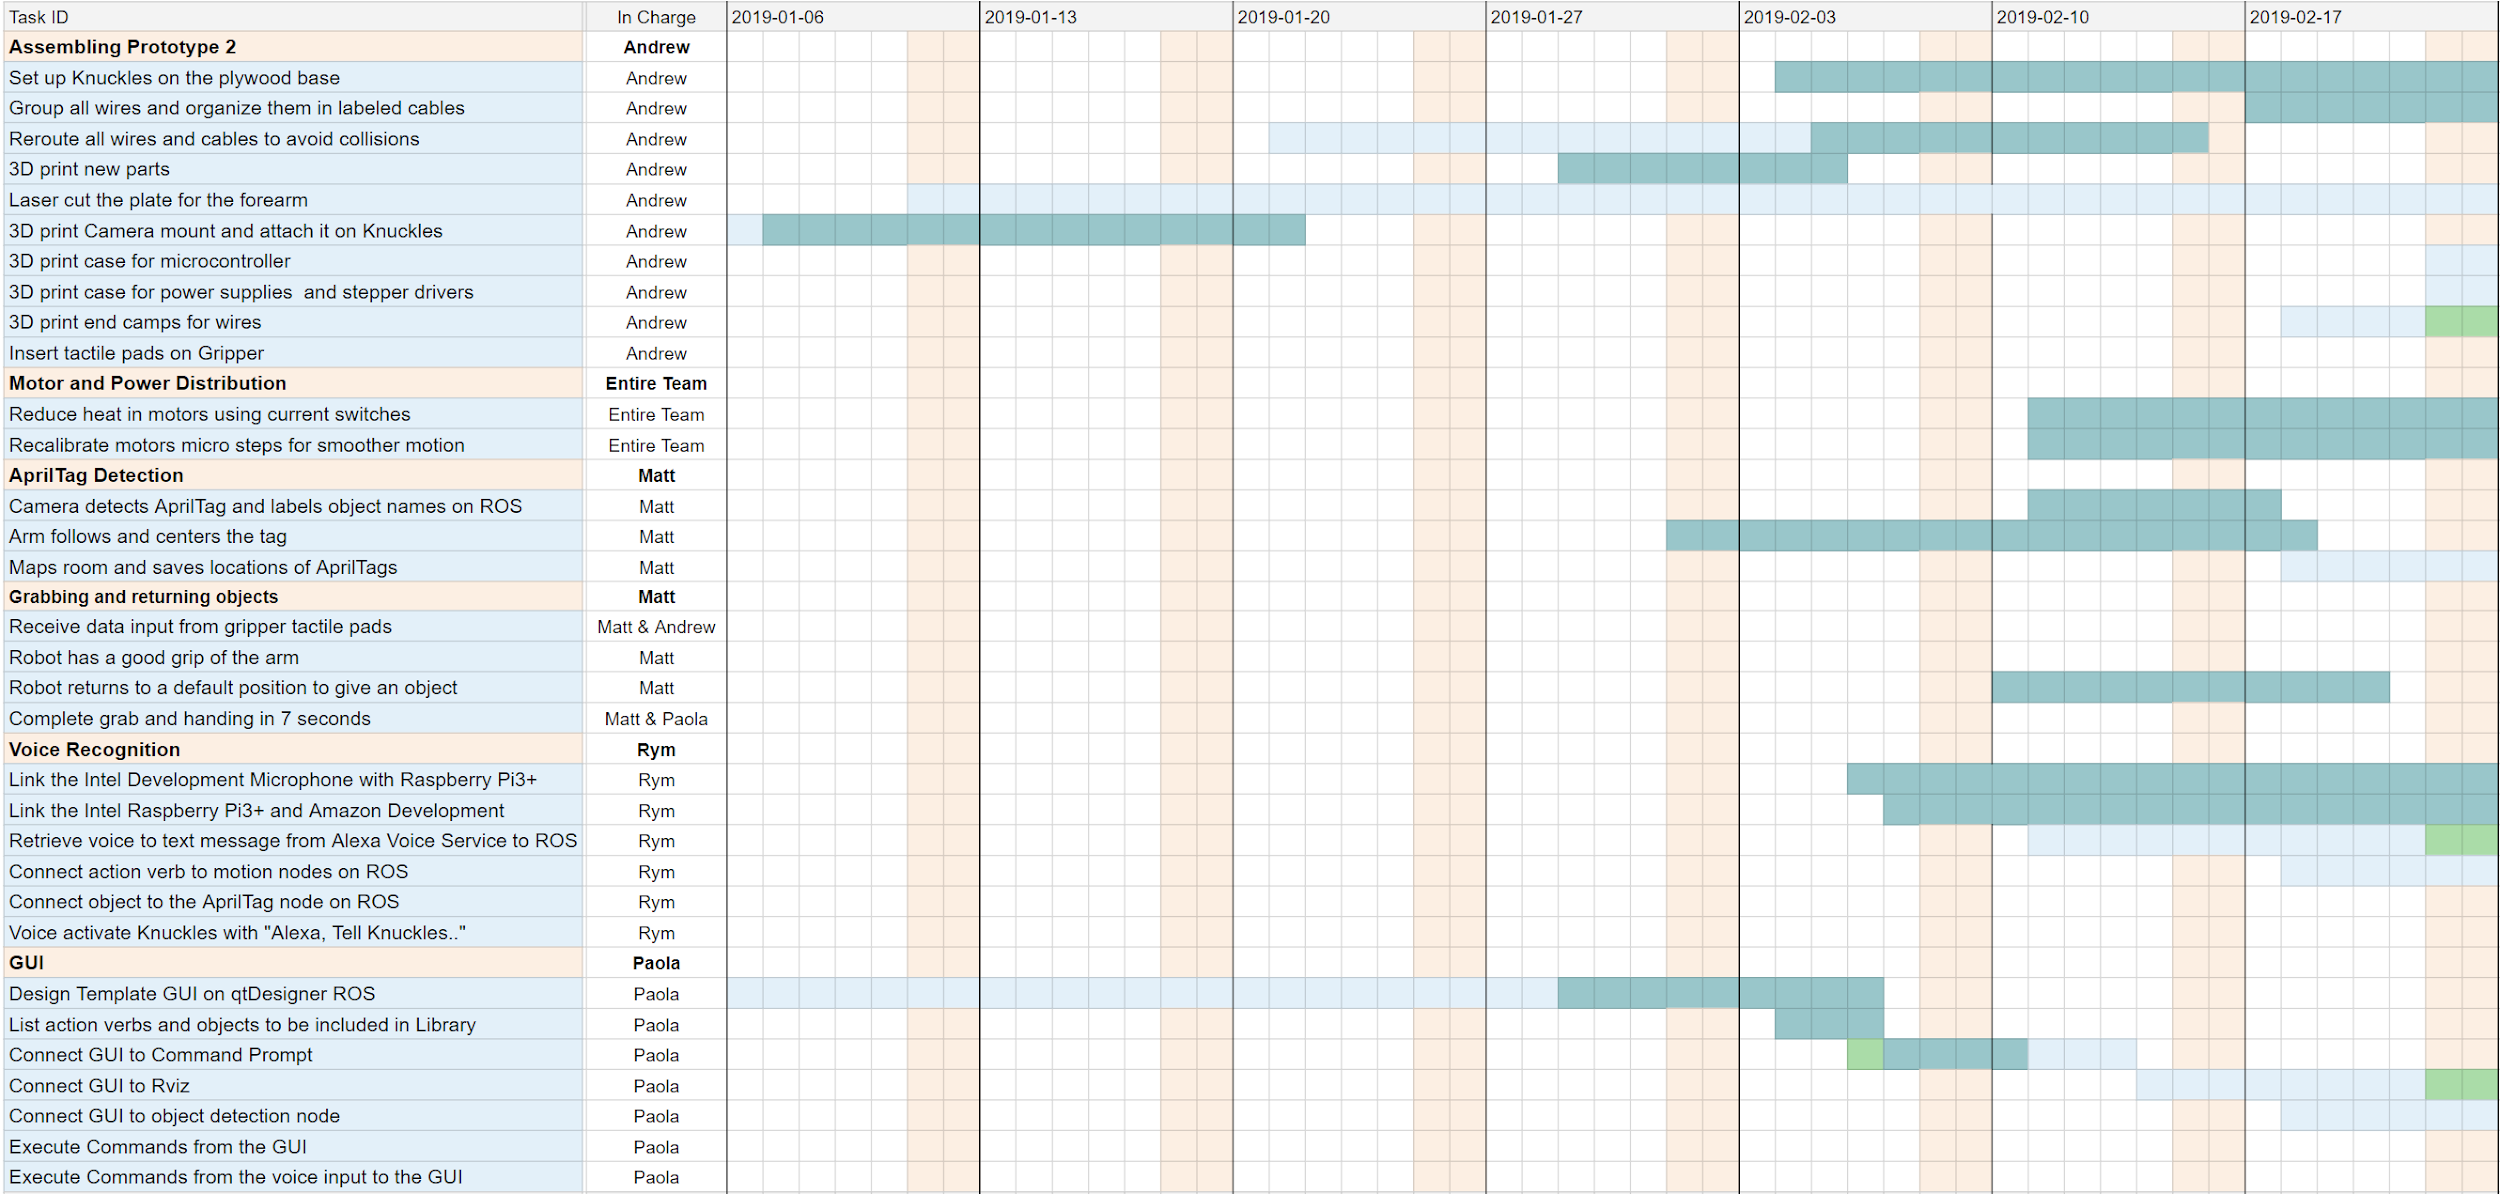 Task ID In Charge 2019-01-06 2019-01-13 2019-01-20 2019-01-27 2019-02-03 2019-02-10 2019-02-17
Assembling Prototype 2 Andrew
Set up Knuckles on the plywood base Andrew
Group all wires and organize them in labeled cables Andrew
Reroute all wires and cables to avoid collisions Andrew
3D print new parts Andrew
Laser cut the plate for the forearm Andrew
3D print Camera mount and attach it on Knuckles Andrew
3D print case for microcontroller Andrew
3D print case for power supplies  and stepper drivers Andrew
3D print end camps for wires Andrew
Insert tactile pads on Gripper Andrew
Motor and Power Distribution Entire Team
Reduce heat in motors using current switches Entire Team
Recalibrate motors micro steps for smoother motion Entire Team
AprilTag Detection Matt
Camera detects AprilTag and labels object names on ROS Matt
Arm follows and centers the tag Matt
Maps room and saves locations of AprilTags Matt
Grabbing and returning objects Matt
Receive data input from gripper tactile pads Matt & Andrew
Robot has a good grip of the arm Matt
Robot returns to a default position to give an object Matt
Complete grab and handing in 7 seconds Matt & Paola
Voice Recognition Rym
Link the Intel Development Microphone with Raspberry Pi3+ Rym
Link the Intel Raspberry Pi3+ and Amazon Development Rym
Retrieve voice to text message from Alexa Voice Service to ROS Rym
Connect action verb to motion nodes on ROS Rym
Connect object to the AprilTag node on ROS Rym
Voice activate Knuckles with "Alexa, Tell Knuckles.." Rym
GUI Paola
Design Template GUI on qtDesigner ROS Paola
List action verbs and objects to be included in Library Paola
Connect GUI to Command Prompt Paola
Connect GUI to Rviz Paola
Connect GUI to object detection node Paola
Execute Commands from the GUI Paola
Execute Commands from the voice input to the GUI Paola